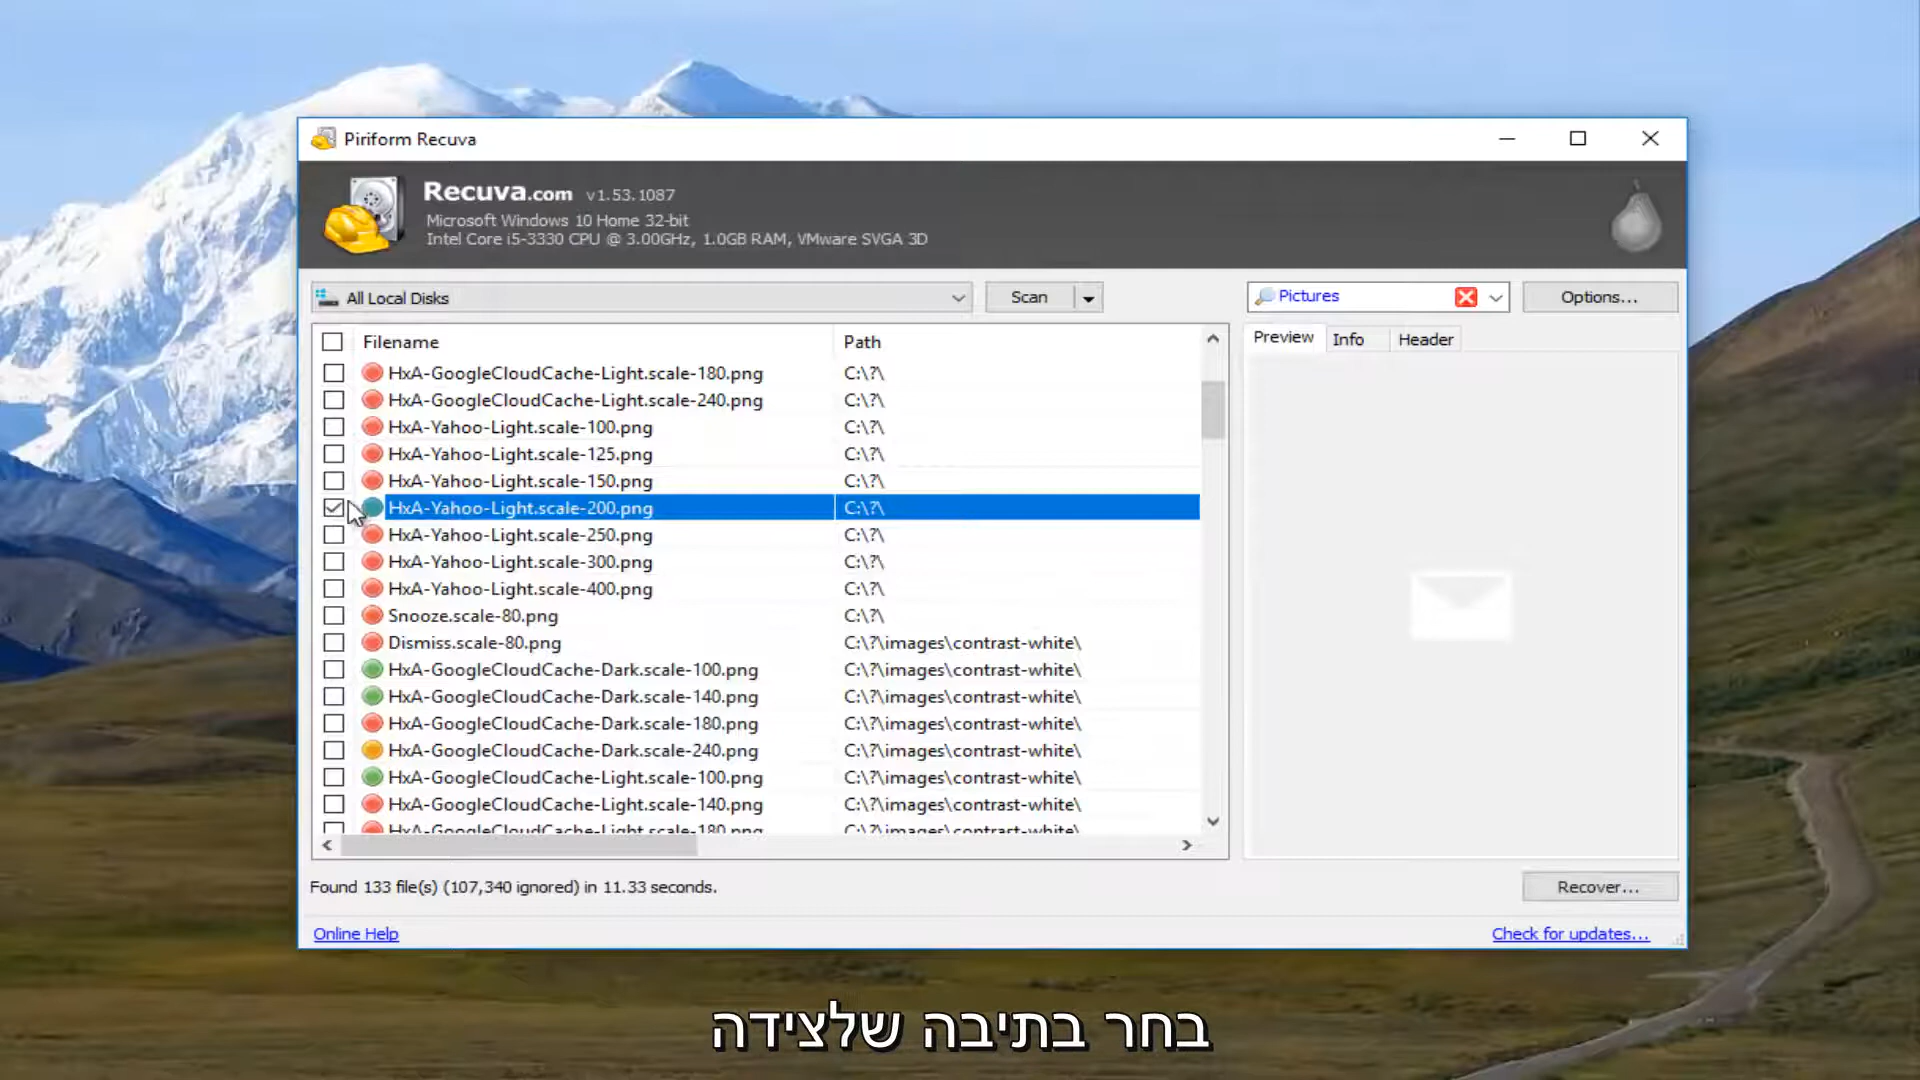 Piriform Recuva
Recuva.com v1.53.1087
Microsoft Windows 10 Home 32-bit
Intel Core i5-3330 CPU @ 3.00GHz, 1.0GB RAM, VMware SVGA 3D
All Local Disks
Scan
Pictures
Options...
Filename Path
Preview Info Header
HxA-GoogleCloudCache-Light.scale-180.png C:\?\
HxA-GoogleCloudCache-Light.scale-240.png C:\?\
HxA-Yahoo-Light.scale-100.png C:\?\
HxA-Yahoo-Light.scale-125.png C:\?\
HxA-Yahoo-Light.scale-150.png C:\?\
HxA-Yahoo-Light.scale-200.png C:\?\
HxA-Yahoo-Light.scale-250.png C:\?\
HxA-Yahoo-Light.scale-300.png C:\?\
HxA-Yahoo-Light.scale-400.png C:\?\
Snooze.scale-80.png C:\?\
Dismiss.scale-80.png C:\?\images\contrast-white\
HxA-GoogleCloudCache-Dark.scale-100.png C:\?\images\contrast-white\
HxA-GoogleCloudCache-Dark.scale-140.png C:\?\images\contrast-white\
HxA-GoogleCloudCache-Dark.scale-180.png C:\?\images\contrast-white\
HxA-GoogleCloudCache-Dark.scale-240.png C:\?\images\contrast-white\
HxA-GoogleCloudCache-Light.scale-100.png C:\?\images\contrast-white\
HxA-GoogleCloudCache-Light.scale-140.png C:\?\images\contrast-white\
HxA-GoogleCloudCache-Light.scale-180.png C:\?\images\contrast-white\
Found 133 file(s) (107,340 ignored) in 11.33 seconds.
Recover...
Online Help
Check for updates...
בחר בתיבה שלצידה